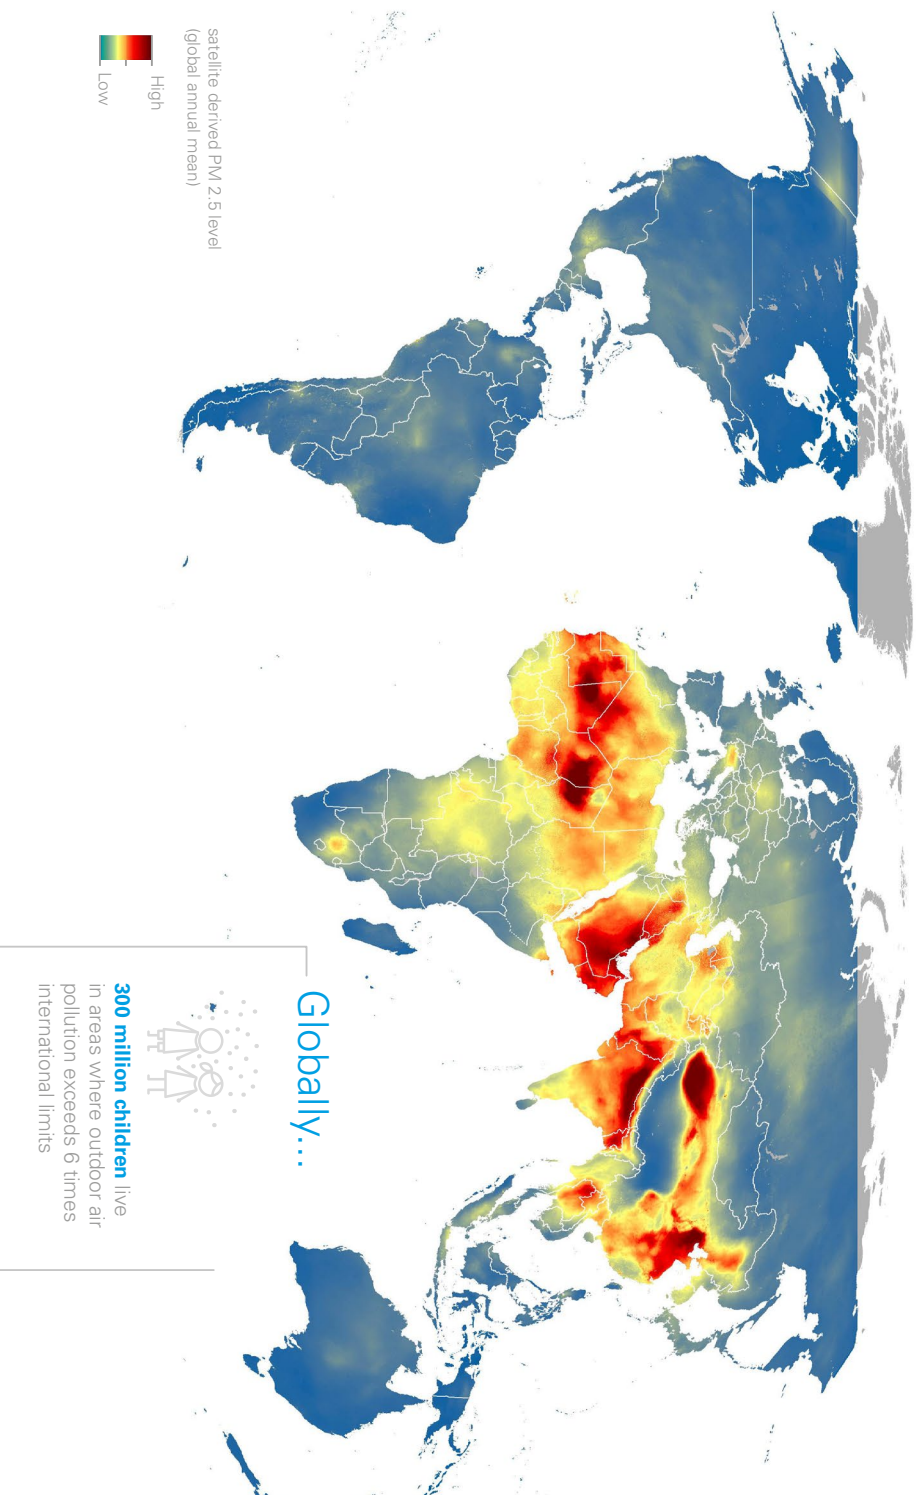 satellite derived PM 2.5 level
(global annual mean)
High
Low
Globally...
300 million children live
in areas where outdoor air
pollution exceeds 6 times
international limits